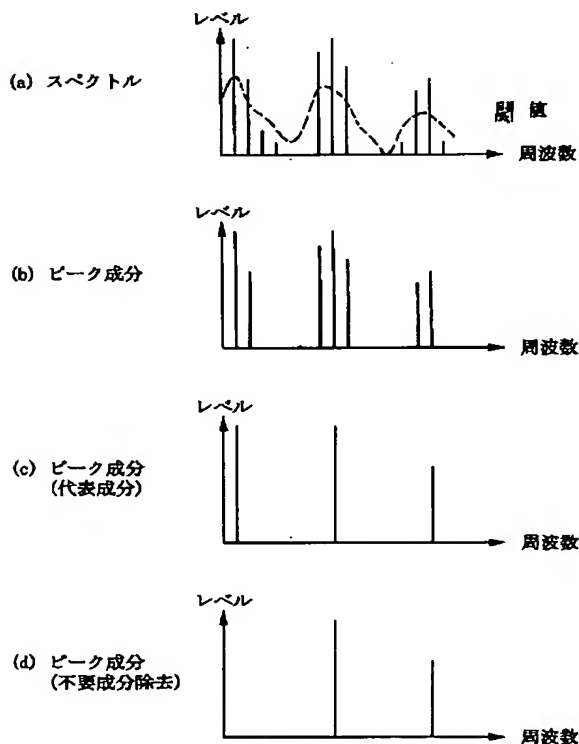 レベル
(a) スペクトル
閾 値
周波数
レベル
(b) ピーク成分
周波数
レベル
(c) ピーク成分
(代表成分)
周波数
レベル
(d) ピーク成分
(不要成分除去)
周波数